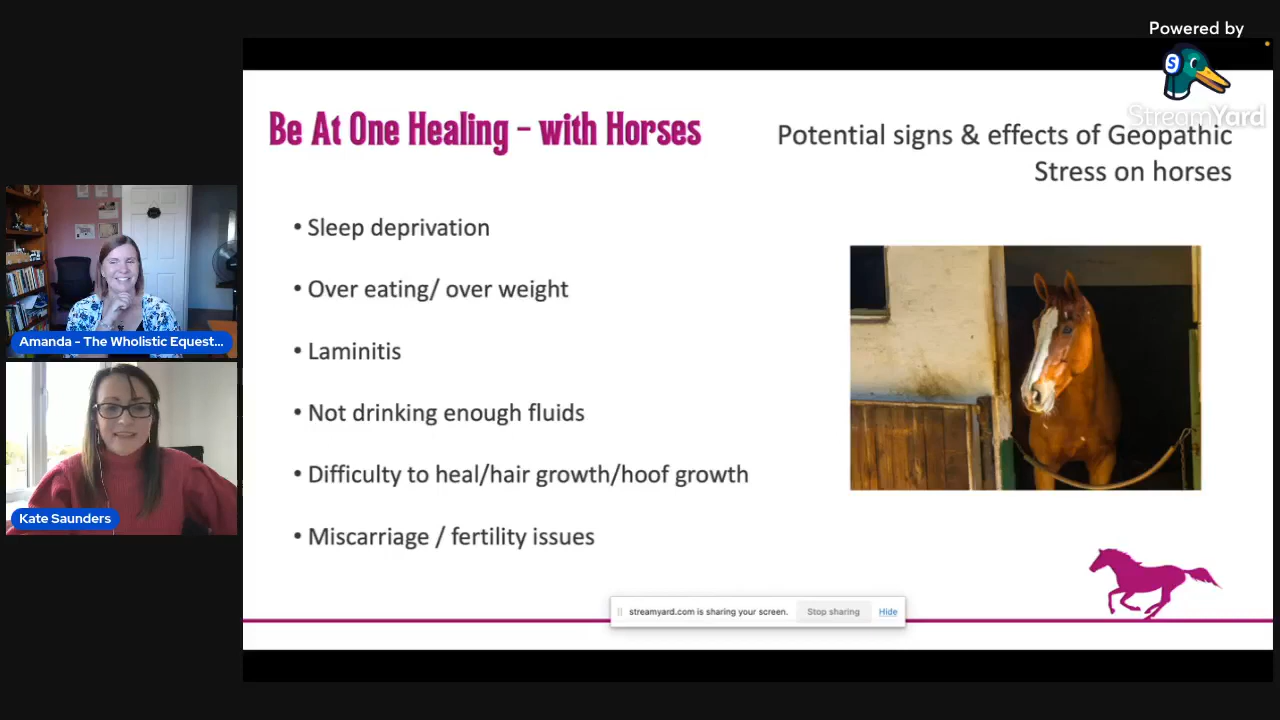 Powered by
S
StreamYard
Be At One Healing – with Horses
Potential signs & effects of Geopathic
Stress on horses
• Sleep deprivation
• Over eating/ over weight
• Laminitis
• Not drinking enough fluids
• Difficulty to heal/hair growth/hoof growth
• Miscarriage / fertility issues
Amanda - The Wholistic Equest...
Kate Saunders
streamyard.com is sharing your screen.
Stop sharing
Hide